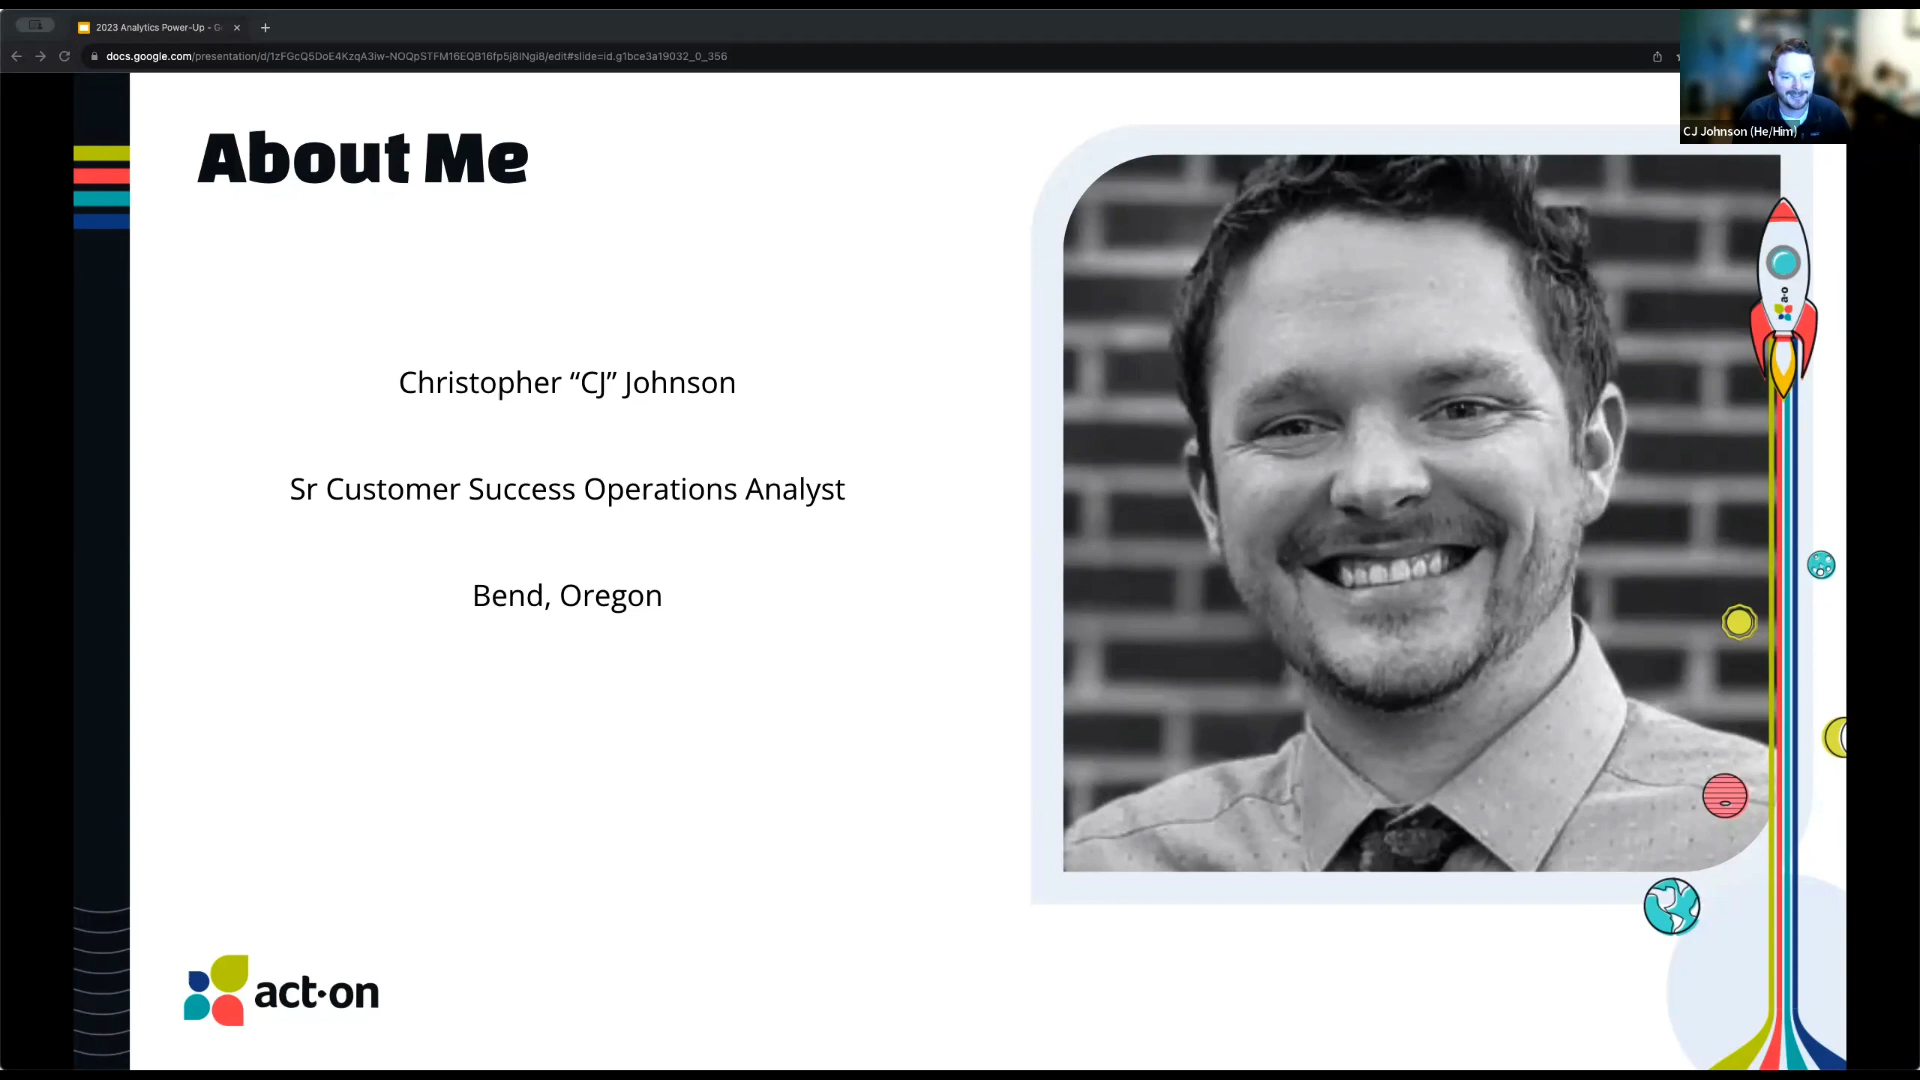 2023 Analytics Power-Up - G
docs.google.com/presentation/d/1zFGcQ5DoE4KzqA3iw-NOQpSTFM16EQB16fp5j8INgi8/edit#slide=id.g1bce3a19032_0_356
CJ Johnson (He/Him)
About Me
Christopher “CJ” Johnson
Sr Customer Success Operations Analyst
Bend, Oregon
a·o
act·on